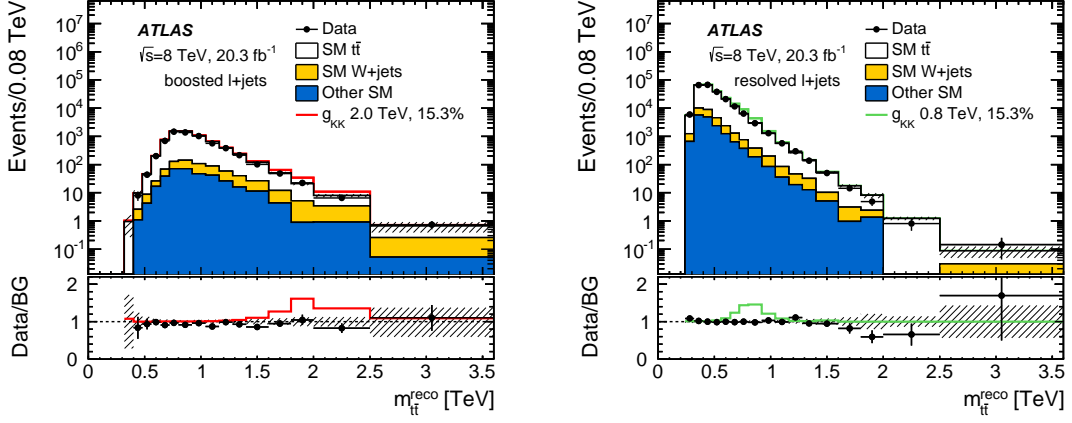 ATLAS
√s=8 TeV, 20.3 fb⁻¹
boosted l+jets
Data
SM tt̄
SM W+jets
Other SM
g_KK 2.0 TeV, 15.3%
Events/0.08 TeV
10⁷
10⁶
10⁵
10⁴
10³
10²
10
1
10⁻¹
Data/BG
2
1
0
0 0.5 1 1.5 2 2.5 3 3.5
m_tt̄^reco [TeV]
ATLAS
√s=8 TeV, 20.3 fb⁻¹
resolved l+jets
Data
SM tt̄
SM W+jets
Other SM
g_KK 0.8 TeV, 15.3%
Events/0.08 TeV
10⁷
10⁶
10⁵
10⁴
10³
10²
10
1
10⁻¹
Data/BG
2
1
0
0 0.5 1 1.5 2 2.5 3 3.5
m_tt̄^reco [TeV]